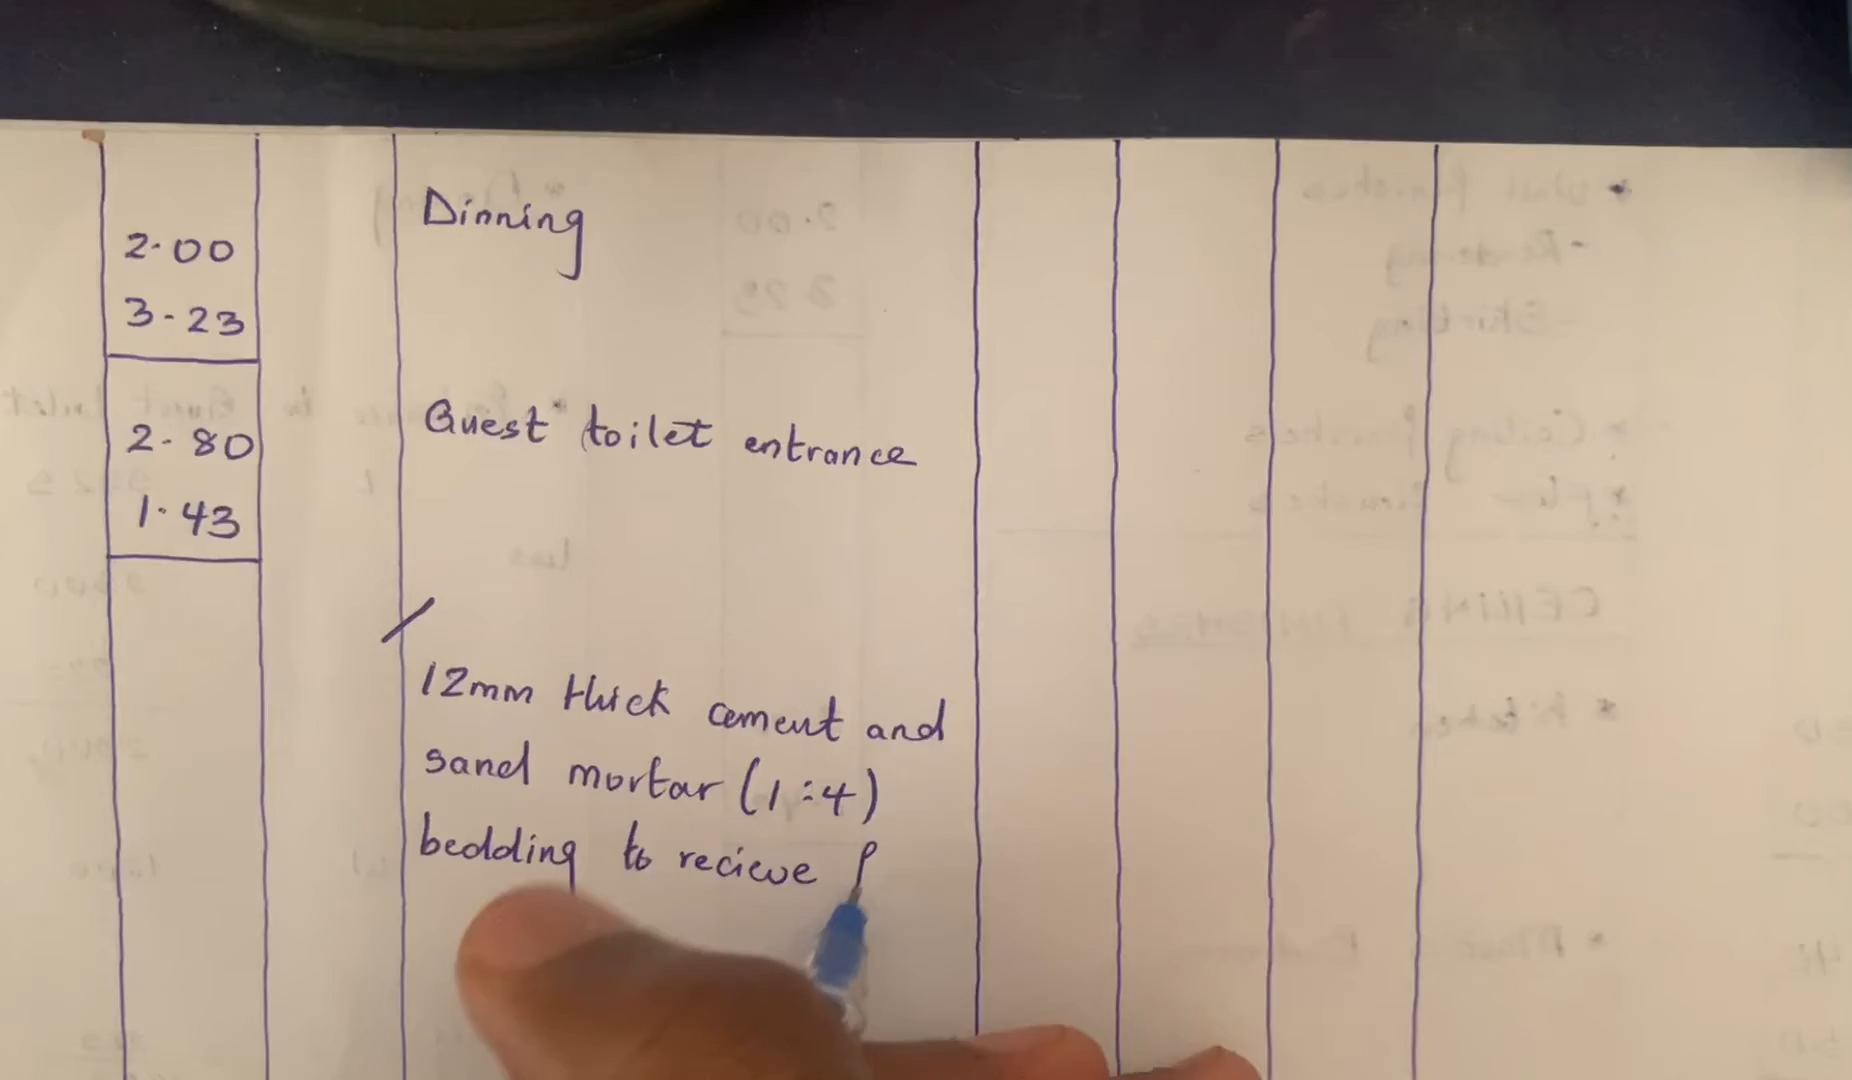 Dinning
2.00
3.23
Guest toilet entrance
2.80
1.43
12mm thick cement and
sand mortar (1:4)
bedding to recieve